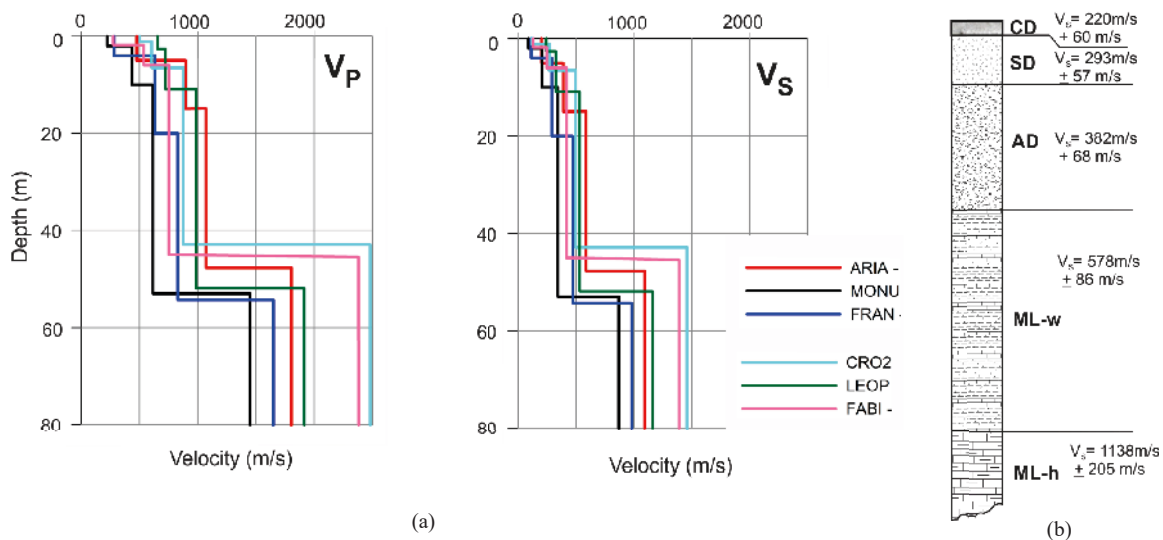 0 1000 2000
0
20
40
60
80
Depth (m)
V_P
Velocity (m/s)
0 1000 2000
0
20
40
60
80
V_S
Velocity (m/s)
ARIA -
MONU
FRAN -
CRO2
LEOP
FABI -
(a)
CD
V_s= 220m/s
+ 60 m/s
SD
V_s= 293m/s
± 57 m/s
AD
V_s= 382m/s
+ 68 m/s
V_s= 578m/s
± 86 m/s
ML-w
V_s= 1138m/s
± 205 m/s
ML-h
(b)